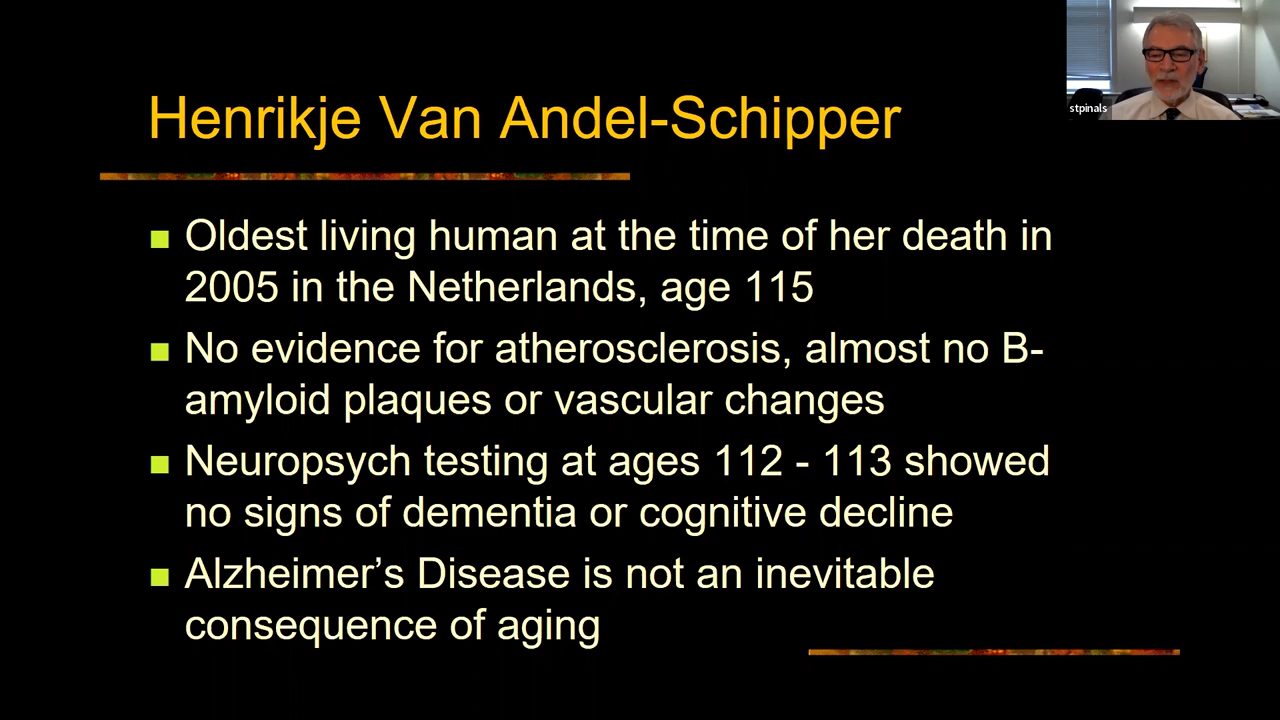 Henrikje Van Andel-Schipper
stpinals
Oldest living human at the time of her death in
2005 in the Netherlands, age 115
No evidence for atherosclerosis, almost no B-
amyloid plaques or vascular changes
Neuropsych testing at ages 112 - 113 showed
no signs of dementia or cognitive decline
Alzheimer’s Disease is not an inevitable
consequence of aging